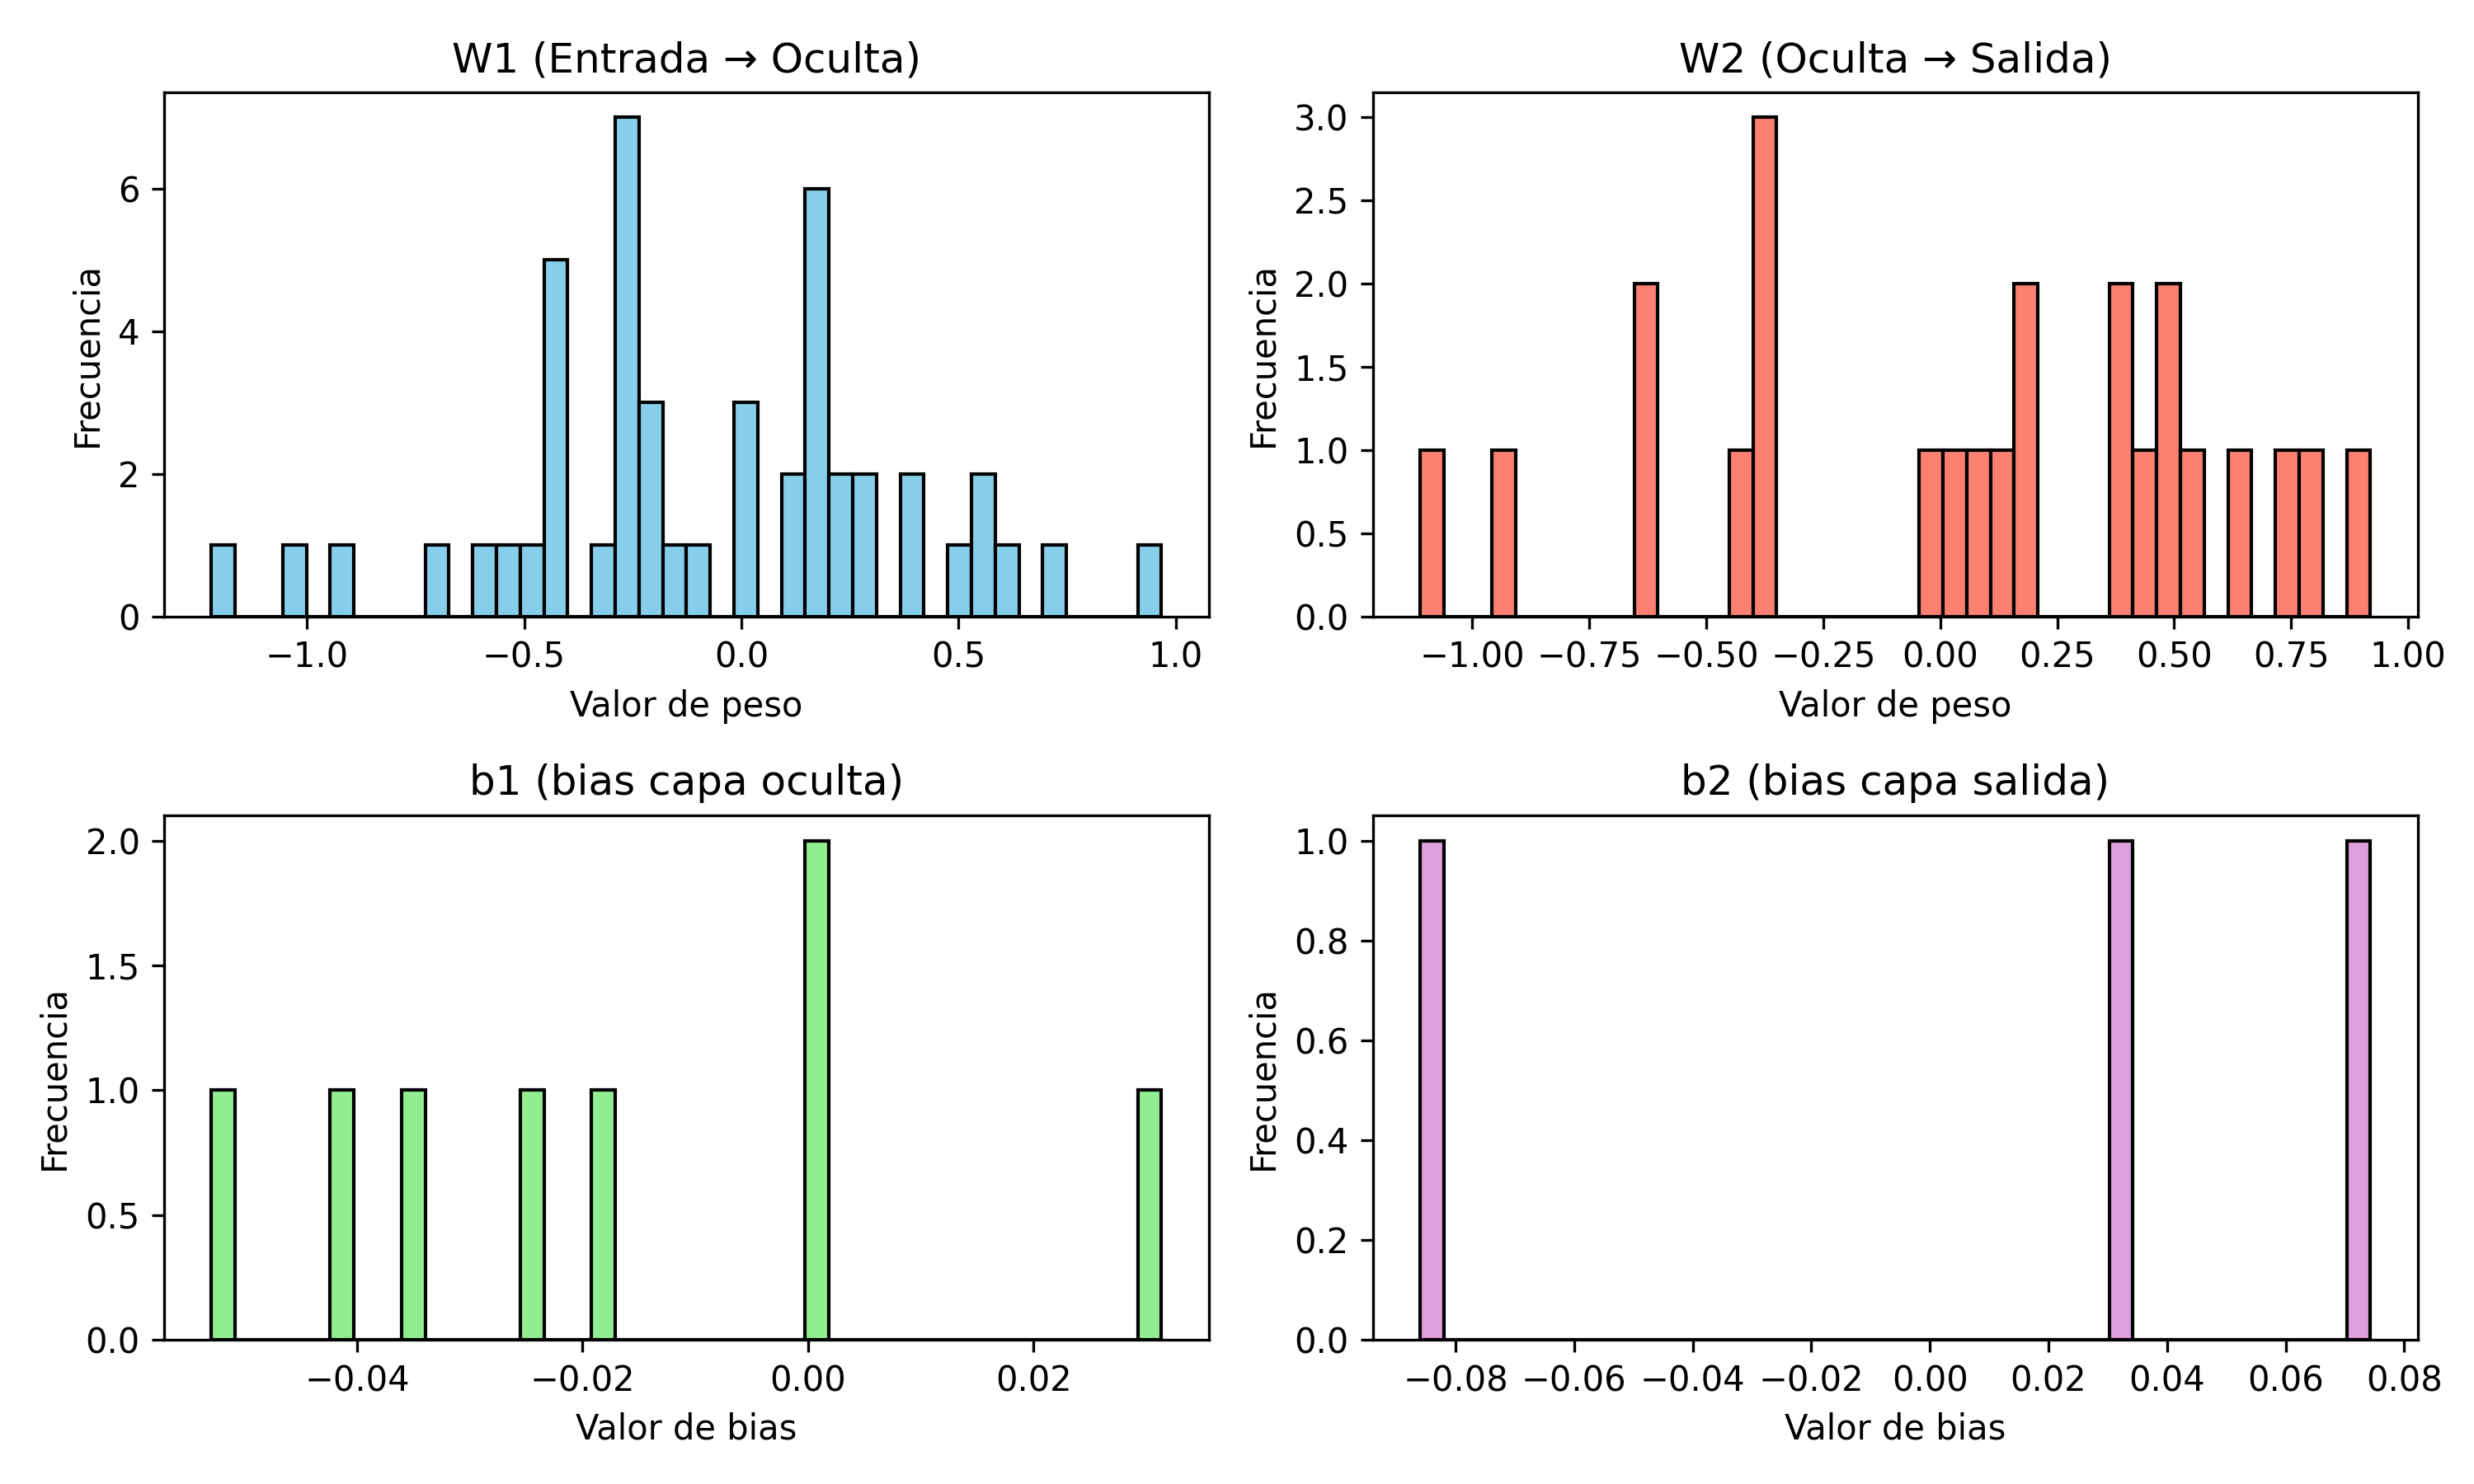 W1 (Entrada → Oculta)
Frecuencia
6
4
2
0
−1.0 −0.5 0.0 0.5 1.0
Valor de peso
W2 (Oculta → Salida)
Frecuencia
3.0
2.5
2.0
1.5
1.0
0.5
0.0
−1.00 −0.75 −0.50 −0.25 0.00 0.25 0.50 0.75 1.00
Valor de peso
b1 (bias capa oculta)
Frecuencia
2.0
1.5
1.0
0.5
0.0
−0.04 −0.02 0.00 0.02
Valor de bias
b2 (bias capa salida)
Frecuencia
1.0
0.8
0.6
0.4
0.2
0.0
−0.08 −0.06 −0.04 −0.02 0.00 0.02 0.04 0.06 0.08
Valor de bias